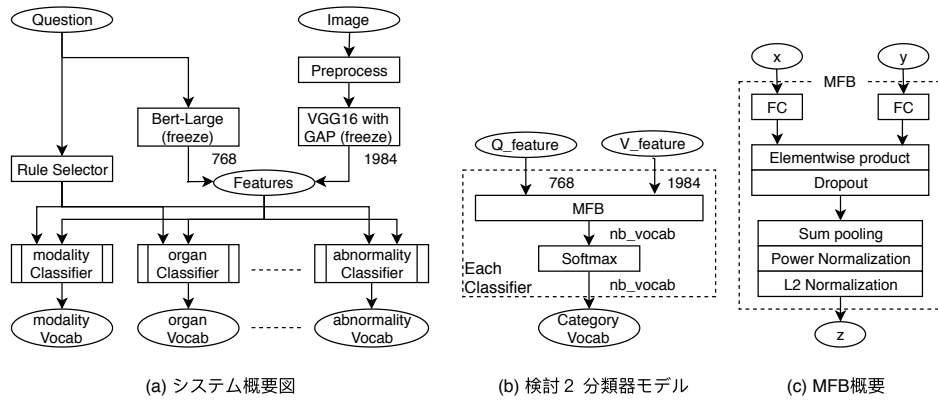 Question
Image
Preprocess
Bert-Large
(freeze)
VGG16 with
GAP (freeze)
768
1984
Rule Selector
Features
modality
Classifier
organ
Classifier
abnormality
Classifier
modality
Vocab
organ
Vocab
abnormality
Vocab
(a) システム概要図
Q_feature
V_feature
768
1984
MFB
nb_vocab
Softmax
Each
Classifier
nb_vocab
Category
Vocab
(b) 検討２ 分類器モデル
x
y
MFB
FC
FC
Elementwise product
Dropout
Sum pooling
Power Normalization
L2 Normalization
z
(c) MFB概要